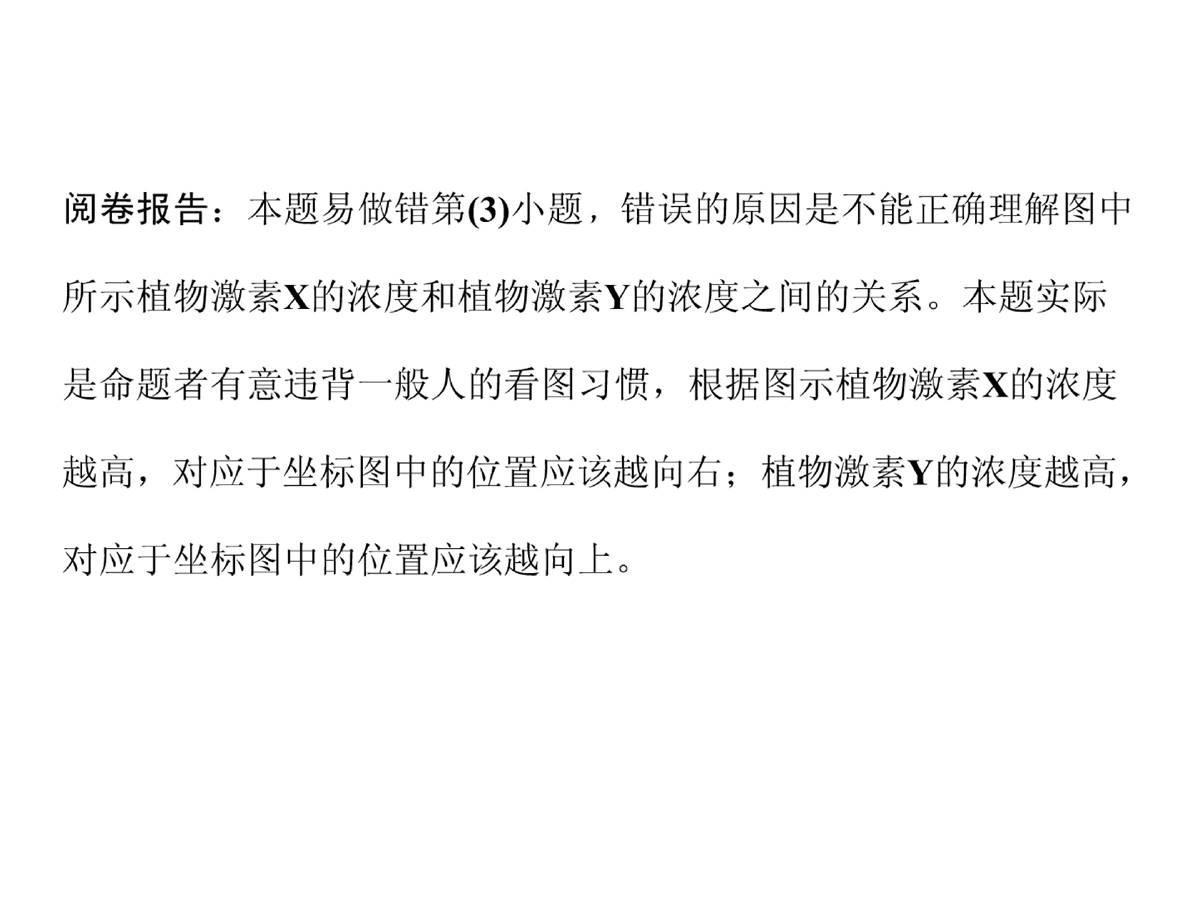 阅卷报告：本题易做错第(3)小题，错误的原因是不能正确理解图中
所示植物激素X的浓度和植物激素Y的浓度之间的关系。本题实际
是命题者有意违背一般人的看图习惯，根据图示植物激素X的浓度
越高，对应于坐标图中的位置应该越向右；植物激素Y的浓度越高，
对应于坐标图中的位置应该越向上。